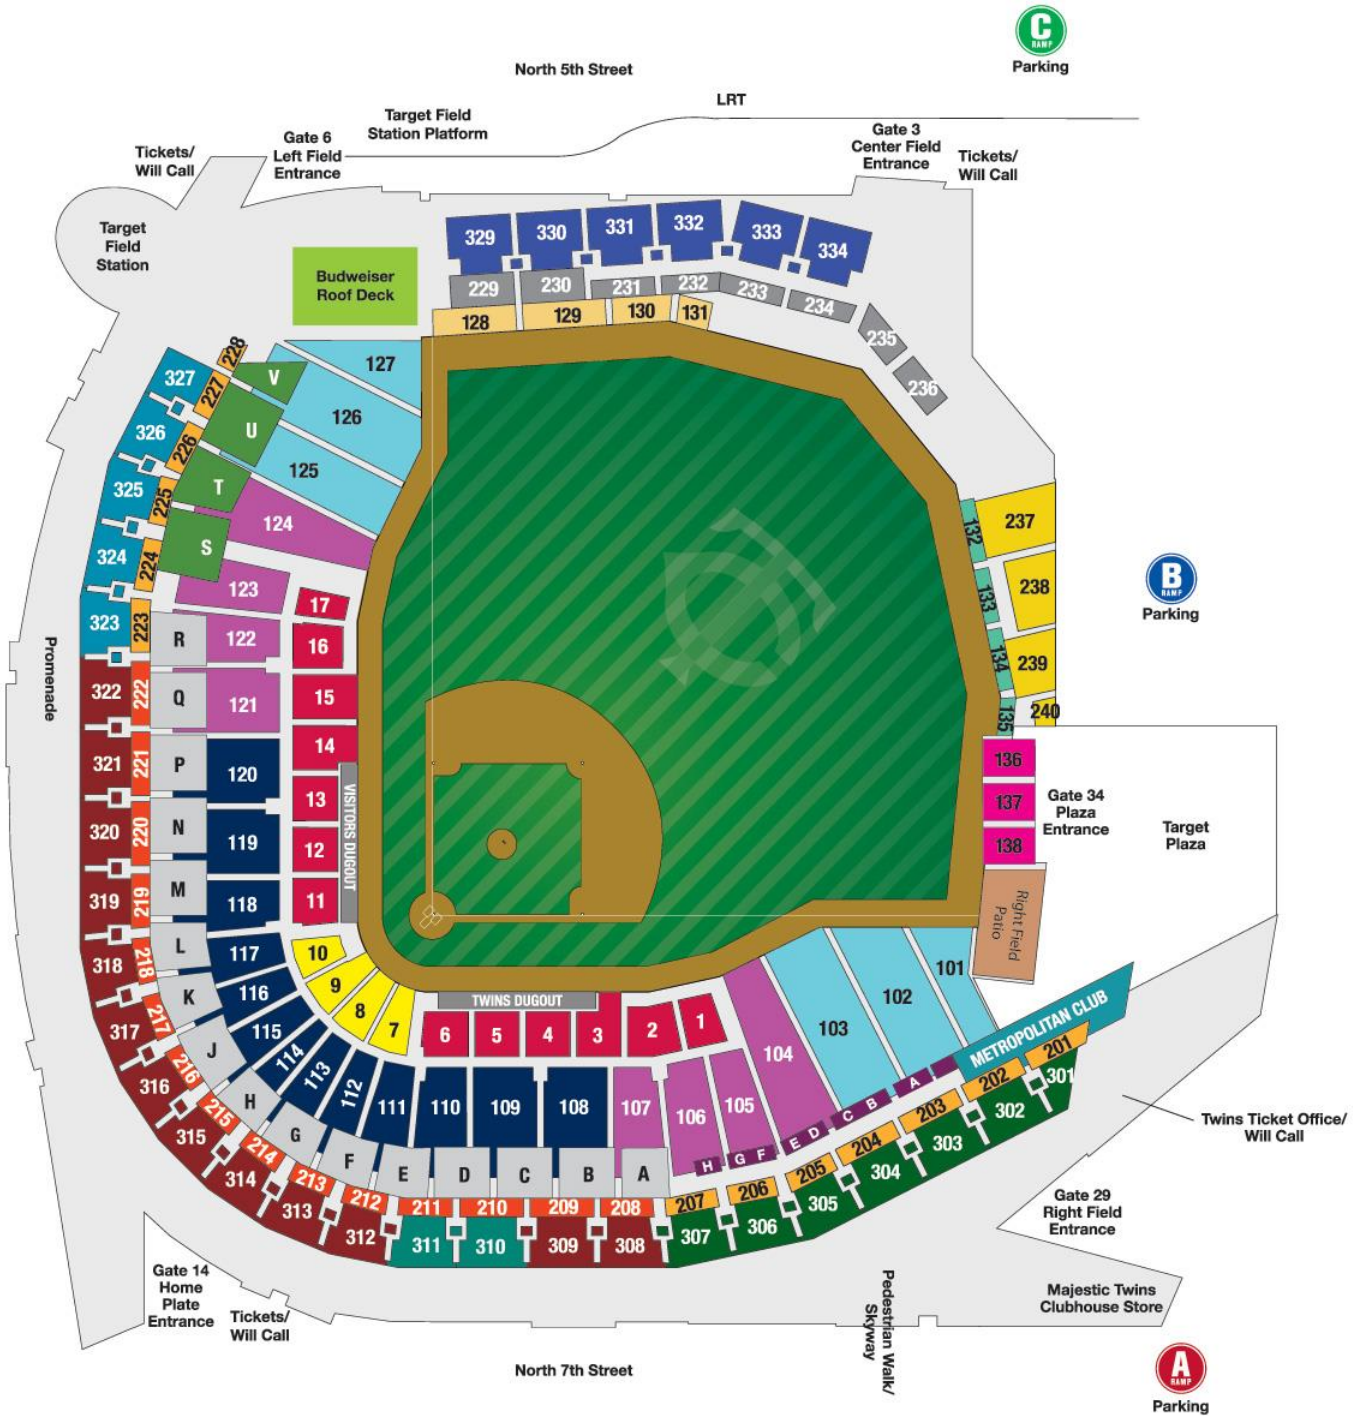 C
RAMP
Parking
North 5th Street
LRT
Target Field
Station Platform
Gate 6
Left Field
Entrance
Gate 3
Center Field
Entrance
Tickets/
Will Call
Tickets/
Will Call
Target
Field
Station
Budweiser
Roof Deck
329
330
331
332
333
334
229
230
231
232
233
234
235
236
128
129
130
131
228
V
127
327
227
U
126
326
226
T
125
325
225
S
124
324
224
123
17
323
223
R
122
16
322
222
Q
121
15
321
221
P
120
14
13
320
220
N
119
12
319
219
M
118
11
VISITORS DUGOUT
Promenade
132
237
133
238
134
239
135
240
136
137
138
Gate 34
Plaza
Entrance
Target
Plaza
Right Field
Patio
B
RAMP
Parking
318
218
L
117
10
317
217
K
116
9
316
216
J
115
8
315
215
H
114
7
314
214
G
113
313
213
F
112
312
212
E
111
311
211
D
110
6
310
210
C
109
5
309
209
B
108
4
308
208
A
107
3
TWINS DUGOUT
2
1
106
105
104
103
102
101
H
G
F
E
D
C
B
A
METROPOLITAN CLUB
207
206
205
204
203
202
201
307
306
305
304
303
302
301
Twins Ticket Office/
Will Call
Gate 29
Right Field
Entrance
Majestic Twins
Clubhouse Store
Gate 14
Home
Plate
Entrance
Tickets/
Will Call
Pedestrian Walk/
Skyway
North 7th Street
A
RAMP
Parking